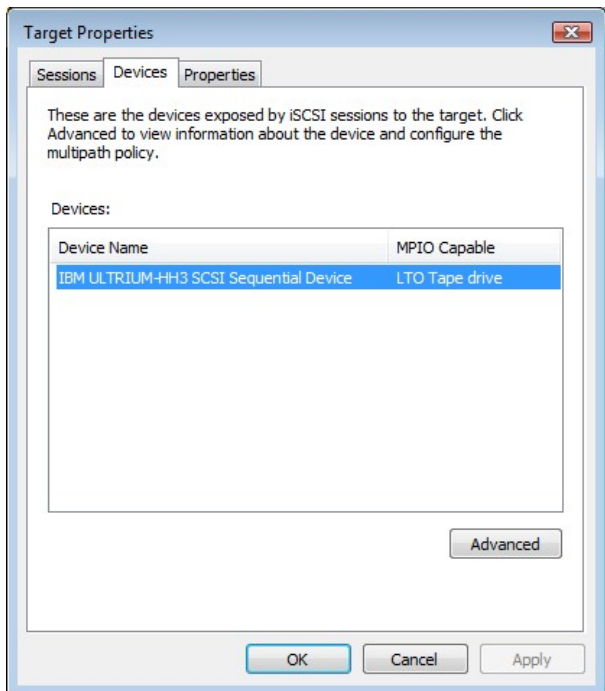 Target Properties
Sessions Devices Properties
These are the devices exposed by iSCSI sessions to the target. Click
Advanced to view information about the device and configure the
multipath policy.
Devices:
Device Name MPIO Capable
IBM ULTRIUM-HH3 SCSI Sequential Device LTO Tape drive
Advanced
OK Cancel Apply